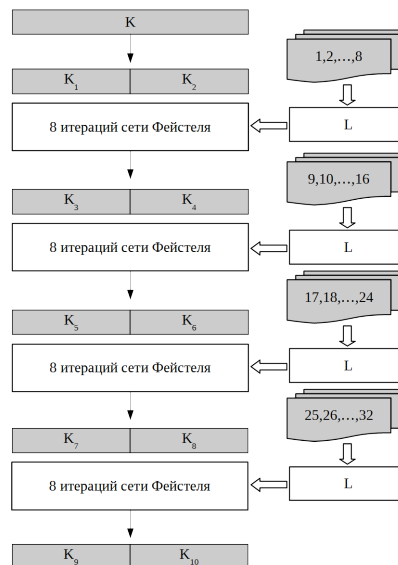 K
1,2,…,8
K1 K2
8 итераций сети Фейстеля
L
9,10,…,16
K3 K4
8 итераций сети Фейстеля
L
17,18,…,24
K5 K6
8 итераций сети Фейстеля
L
25,26,…,32
K7 K8
8 итераций сети Фейстеля
L
K9 K10